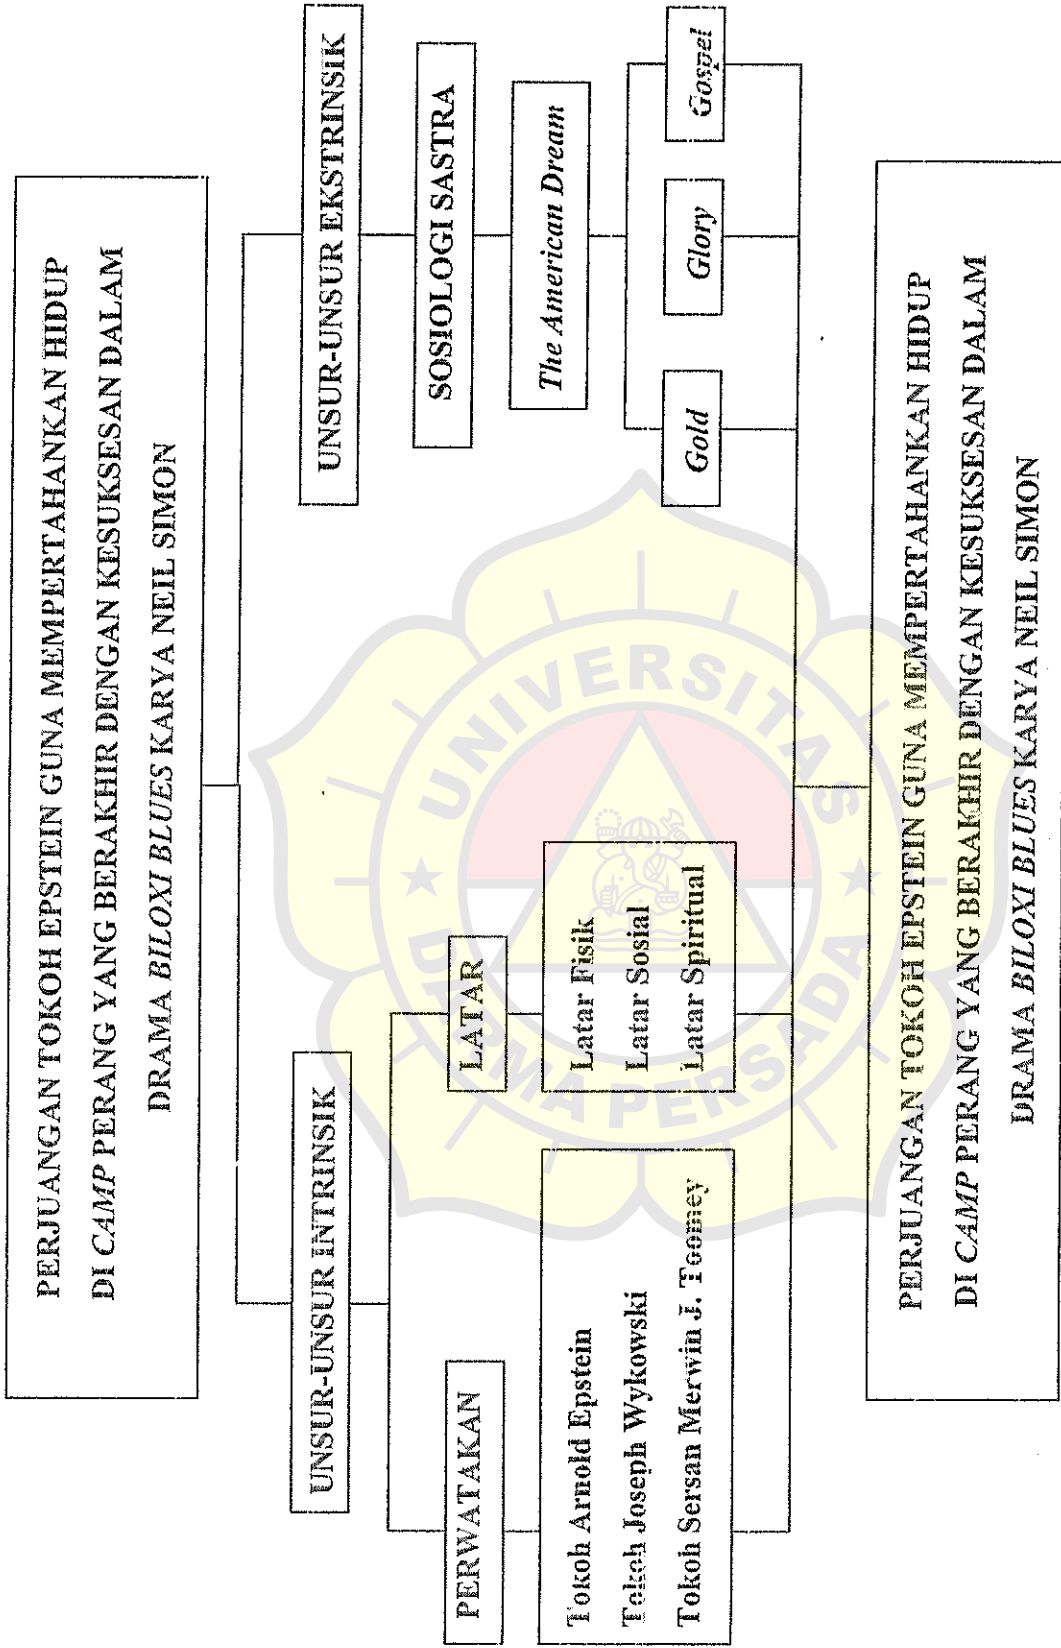 PERJUANGAN TOKOH EPSTEIN GUNA MEMPERTAHANKAN HIDUP
DI CAMP PERANG YANG BERAKHIR DENGAN KESUKSESAN DALAM
DRAMA BILOXI BLUES KARYA NEIL SIMON
UNSUR-UNSUR INTRINSIK
UNSUR-UNSUR EKSTRINSIK
PERWATAKAN
LATAR
SOSIOLOGI SASTRA
Tokoh Arnold Epstein
Tokoh Joseph Wykowski
Tokoh Sersan Merwin J. Toomey
Latar Fisik
Latar Sosial
Latar Spiritual
The American Dream
Gold
Glory
Gospel
PERJUANGAN TOKOH EPSTEIN GUNA MEMPERTAHANKAN HIDUP
DI CAMP PERANG YANG BERAKHIR DENGAN KESUKSESAN DALAM
DRAMA BILOXI BLUES KARYA NEIL SIMON
UNIVERSITAS
DARMA PERSADA